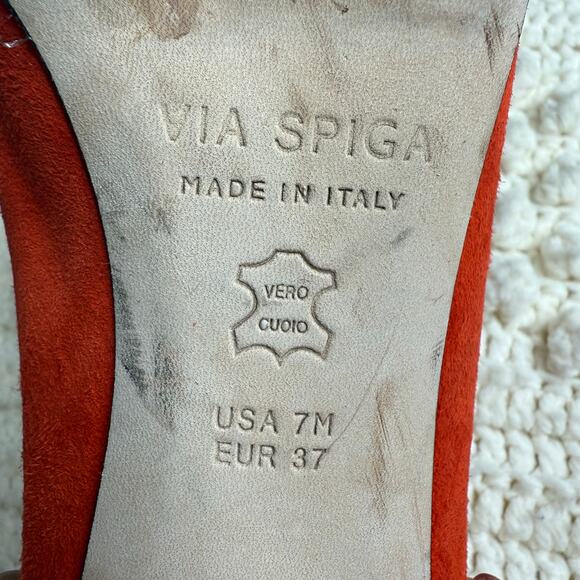 VIA SPIGA
MADE IN ITALY
VERO
CUOIO
USA 7M
EUR 37